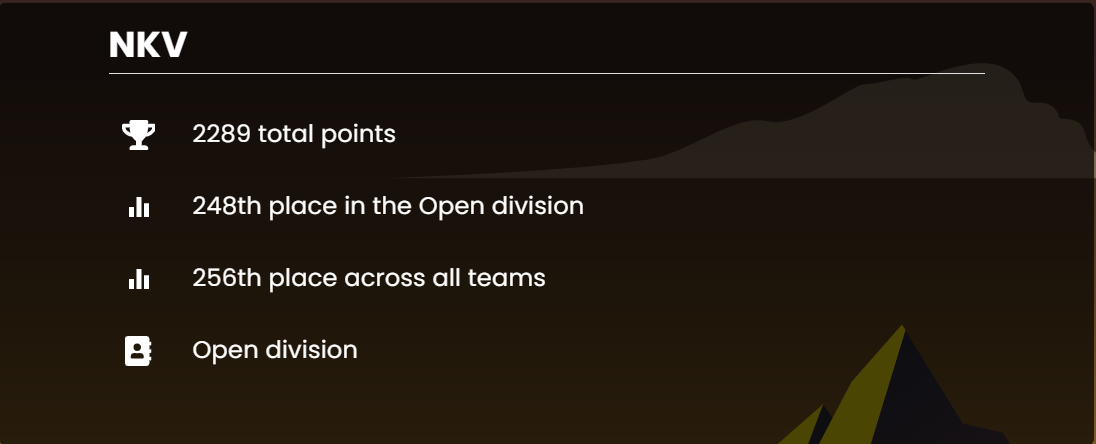 NKV
2289 total points
248th place in the Open division
256th place across all teams
Open division